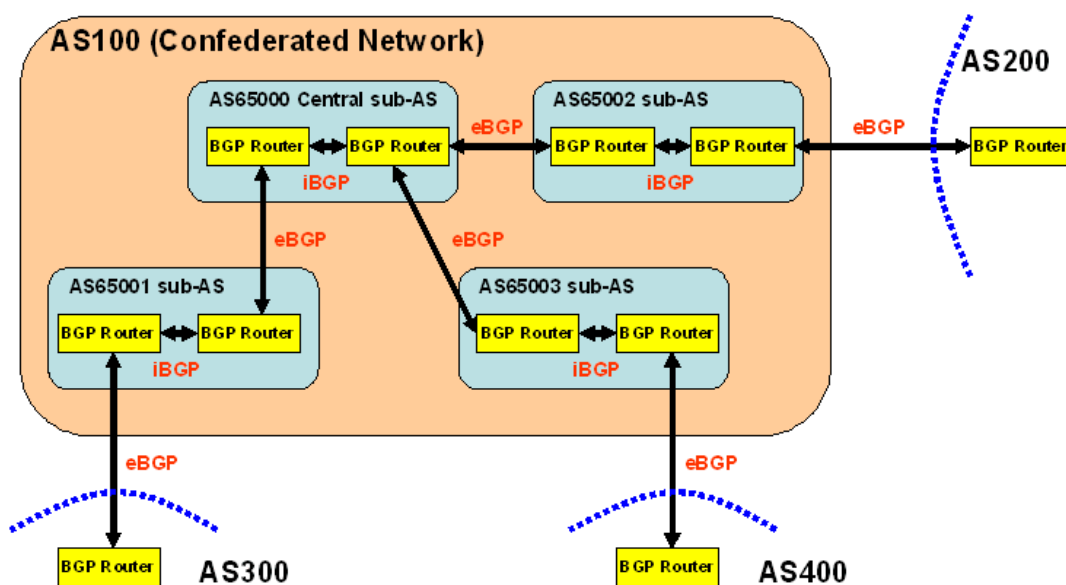 AS100 (Confederated Network)
AS200
AS65000 Central sub-AS
AS65002 sub-AS
eBGP
eBGP
BGP Router
BGP Router
BGP Router
BGP Router
BGP Router
iBGP
iBGP
eBGP
eBGP
AS65001 sub-AS
AS65003 sub-AS
BGP Router
BGP Router
BGP Router
BGP Router
iBGP
iBGP
eBGP
eBGP
BGP Router
AS300
BGP Router
AS400